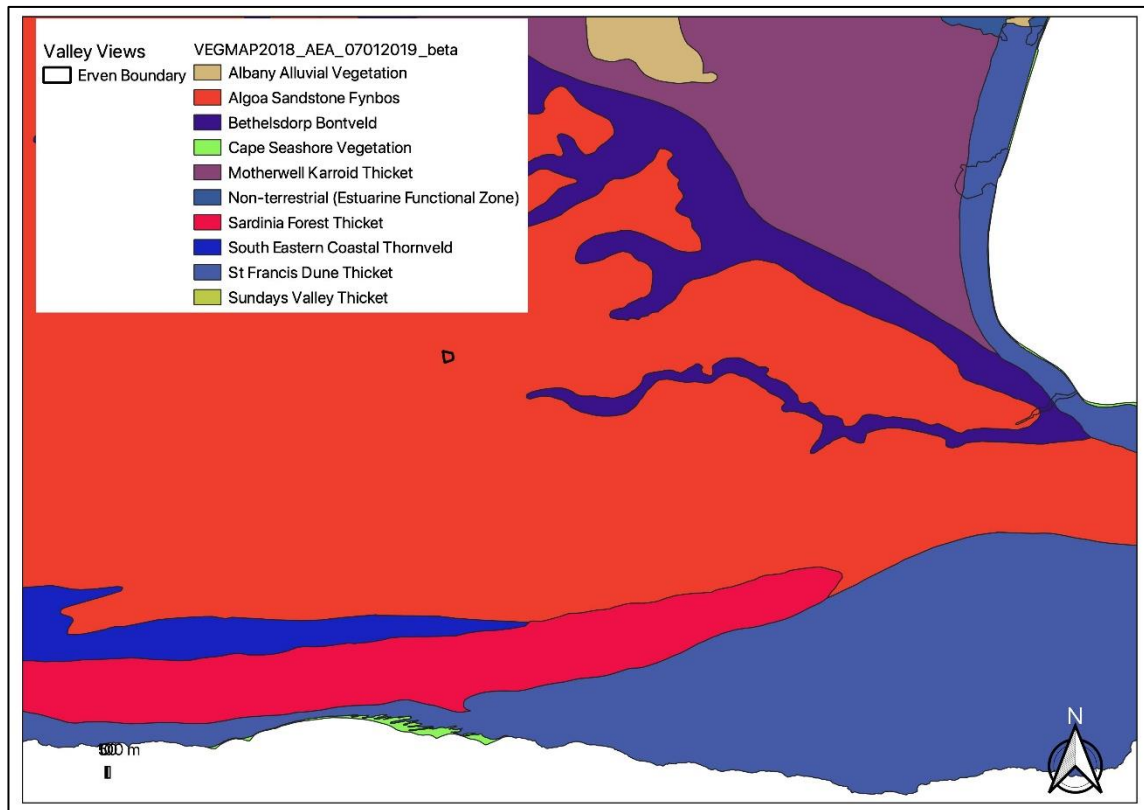 Valley Views
Erven Boundary
VEGMAP2018_AEA_07012019_beta
Albany Alluvial Vegetation
Algoa Sandstone Fynbos
Bethelsdorp Bontveld
Cape Seashore Vegetation
Motherwell Karroid Thicket
Non-terrestrial (Estuarine Functional Zone)
Sardinia Forest Thicket
South Eastern Coastal Thornveld
St Francis Dune Thicket
Sundays Valley Thicket
N
m